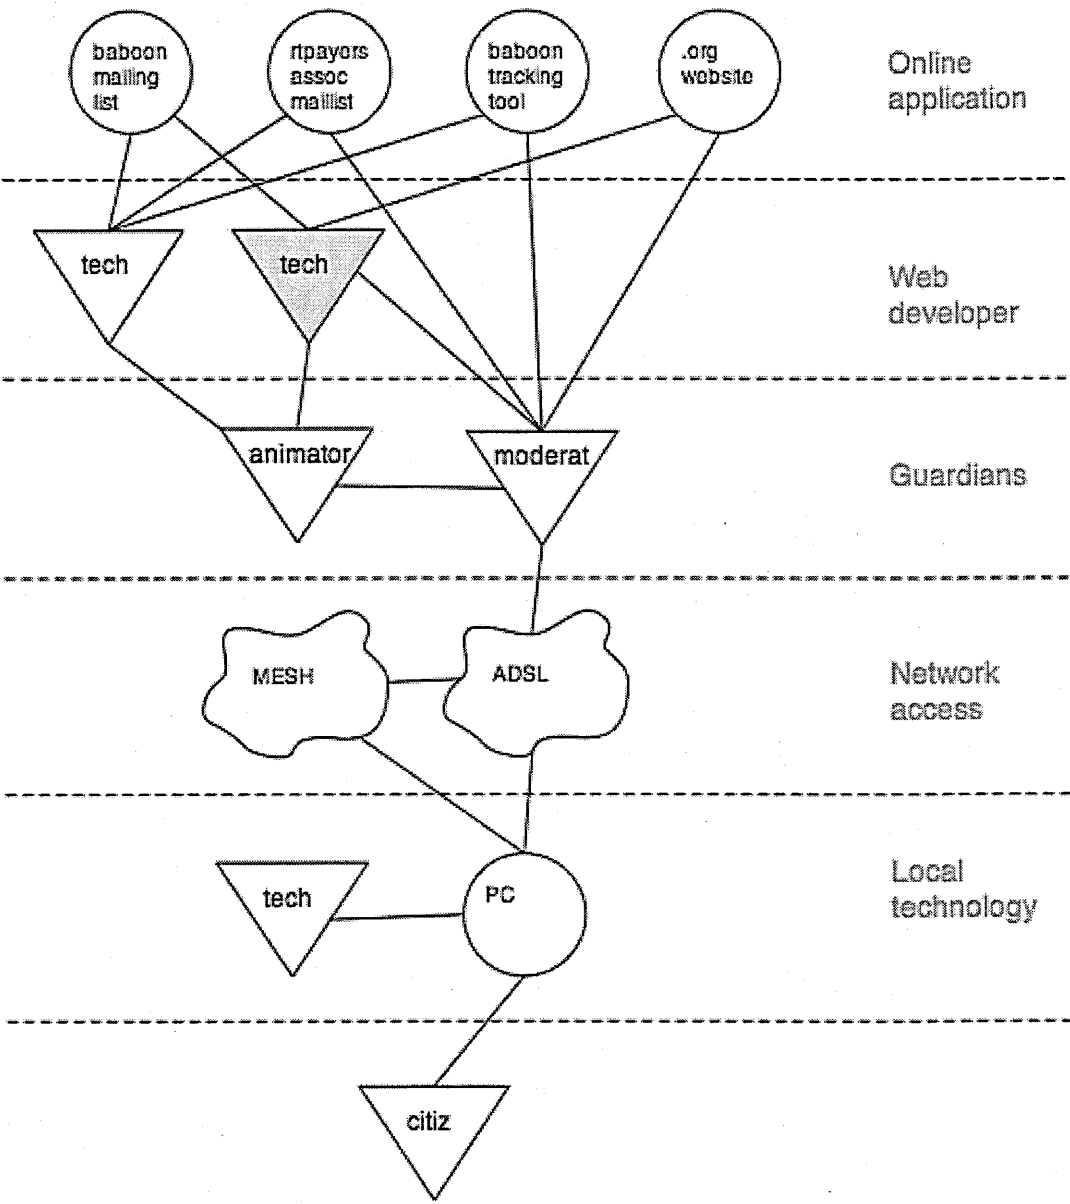 baboon
mailing
list
rtpayers
assoc
maillist
baboon
tracking
tool
.org
website
Online
application
tech
tech
Web
developer
animator
moderat
Guardians
MESH
ADSL
Network
access
tech
PC
Local
technology
citiz